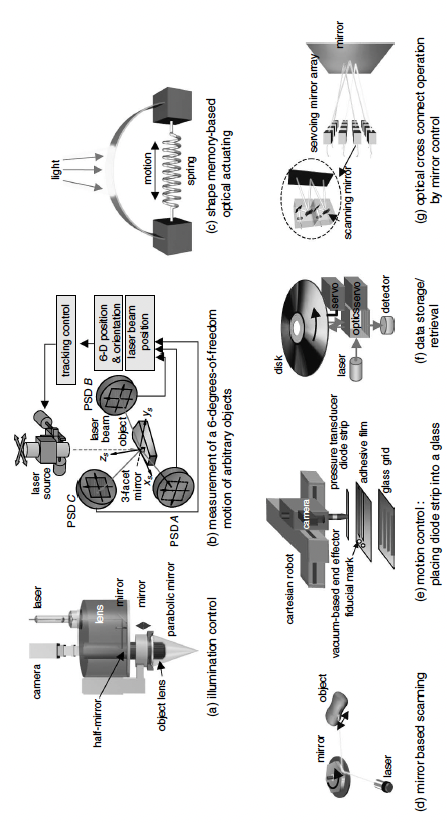 camera
laser
lens
mirror
half-mirror
mirror
object lens
parabolic mirror
(a) illumination control
laser
source
tracking control
6-D position
& orientation
laser beam
position
PSD B
laser
beam
object
PSD C
zs
3-facet
mirror
xs
ys
PSD A
(b) measurement of a 6-degrees-of-freedom
motion of arbitrary objects
light
motion
spring
(c) shape memory-based
optical actuating
mirror
object
laser
(d) mirror based scanning
cartesian robot
camera
vacuum-based end effector
pressure transducer
diode strip
fiducial mark
adhesive film
glass grid
(e) motion control :
placing diode strip into a glass
disk
servo
opticsservo
laser
detector
(f) data storage/
retrieval
servoing mirror array
mirror
scanning mirror
(g) optical cross connect operation
by mirror control